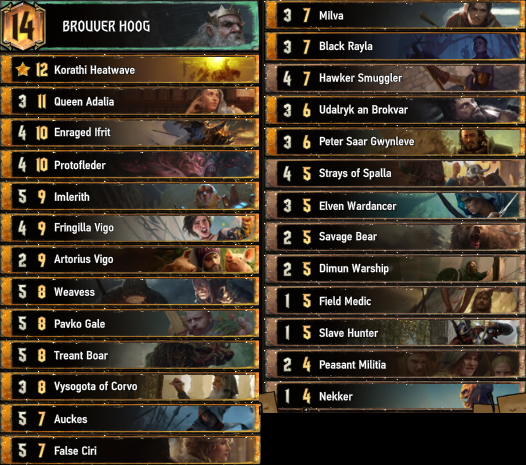 14 BROUVER HOOG
12 Korathi Heatwave
3 11 Queen Adalia
4 10 Enraged Ifrit
4 10 Protofleder
5 9 Imlerith
4 9 Fringilla Vigo
2 9 Artorius Vigo
5 8 Weavess
5 8 Pavko Gale
5 8 Treant Boar
3 8 Vysogota of Corvo
5 7 Auckes
5 7 False Ciri
3 7 Milva
3 7 Black Rayla
4 7 Hawker Smuggler
3 6 Udalryk an Brokvar
3 6 Peter Saar Gwynleve
4 5 Strays of Spalla
3 5 Elven Wardancer
2 5 Savage Bear
2 5 Dimun Warship
1 5 Field Medic
1 5 Slave Hunter
2 4 Peasant Militia
1 4 Nekker